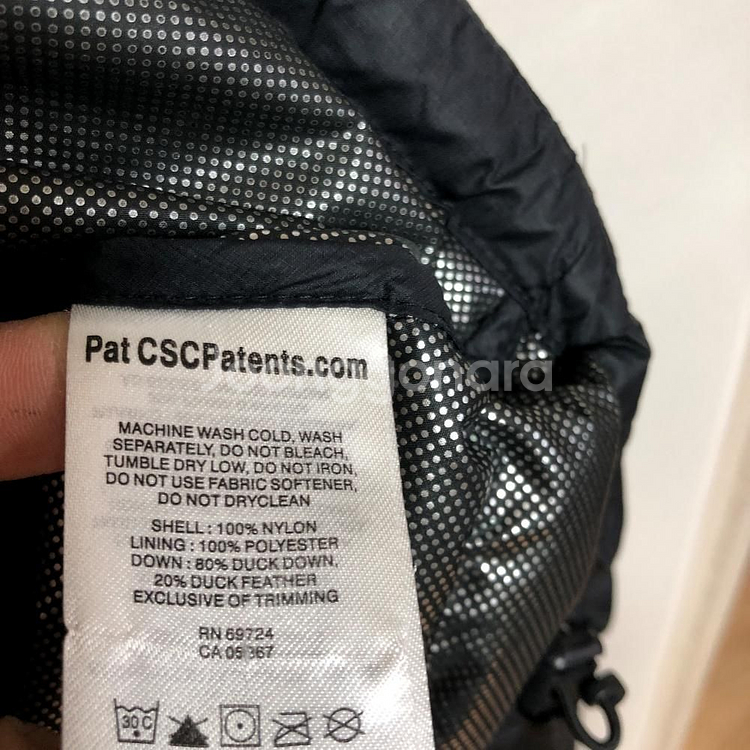 Pat CSCPatents.com
MACHINE WASH COLD, WASH
SEPARATELY, DO NOT BLEACH,
TUMBLE DRY LOW, DO NOT IRON,
DO NOT USE FABRIC SOFTENER,
DO NOT DRYCLEAN
SHELL : 100% NYLON
LINING : 100% POLYESTER
DOWN : 80% DUCK DOWN,
20% DUCK FEATHER
EXCLUSIVE OF TRIMMING
RN 69724
CA
30 C